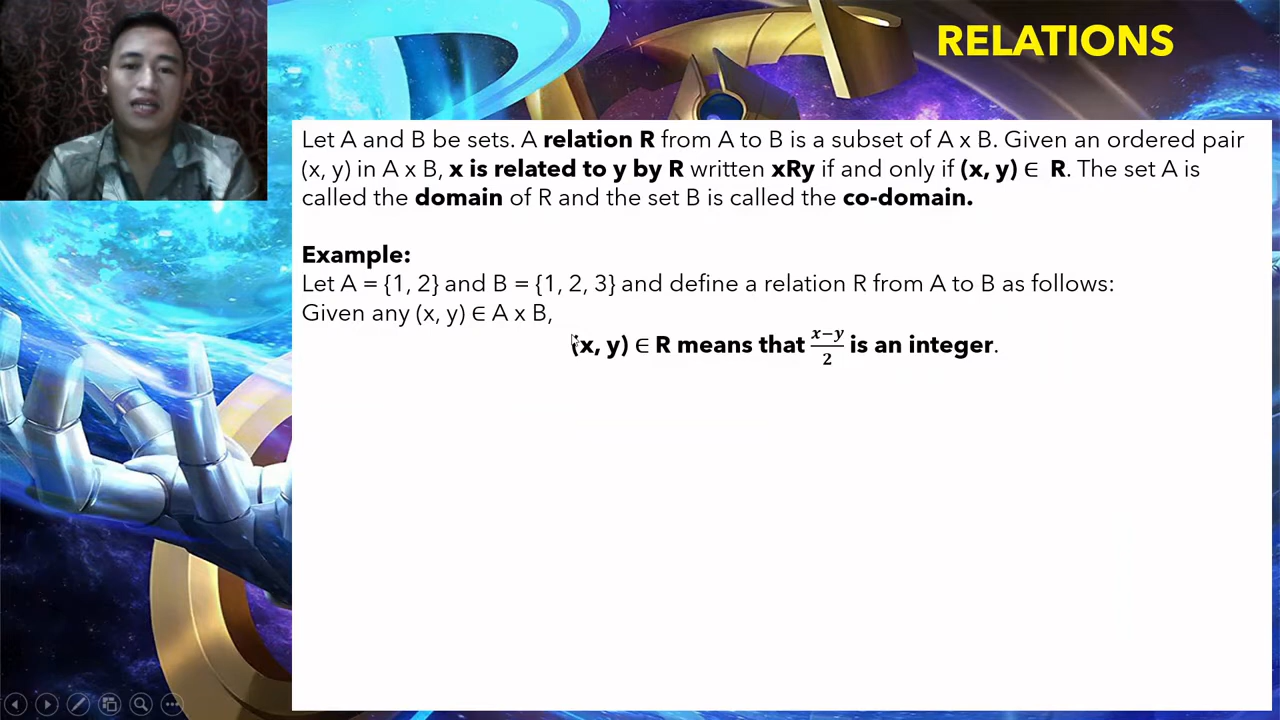 RELATIONS
Let A and B be sets. A relation R from A to B is a subset of A x B. Given an ordered pair
(x, y) in A x B, x is related to y by R written xRy if and only if (x, y) ∈ R. The set A is
called the domain of R and the set B is called the co-domain.
Example:
Let A = {1, 2} and B = {1, 2, 3} and define a relation R from A to B as follows:
Given any (x, y) ∈ A x B,
(x, y) ∈ R means that \frac{x-y}{2} is an integer.